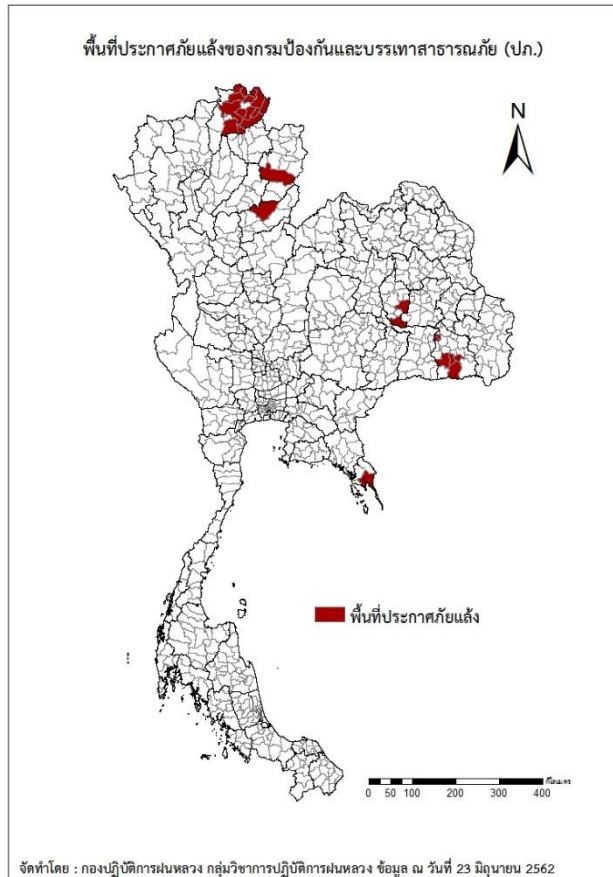 พื้นที่ประกาศภัยแล้งของกรมป้องกันและบรรเทาสาธารณภัย (ปภ.)
N
พื้นที่ประกาศภัยแล้ง
กิโลเมตร
0 50 100 200 300 400
จัดทำโดย : กองปฏิบัติการฝนหลวง กลุ่มวิชาการปฏิบัติการฝนหลวง ข้อมูล ณ วันที่ 23 มิถุนายน 2562